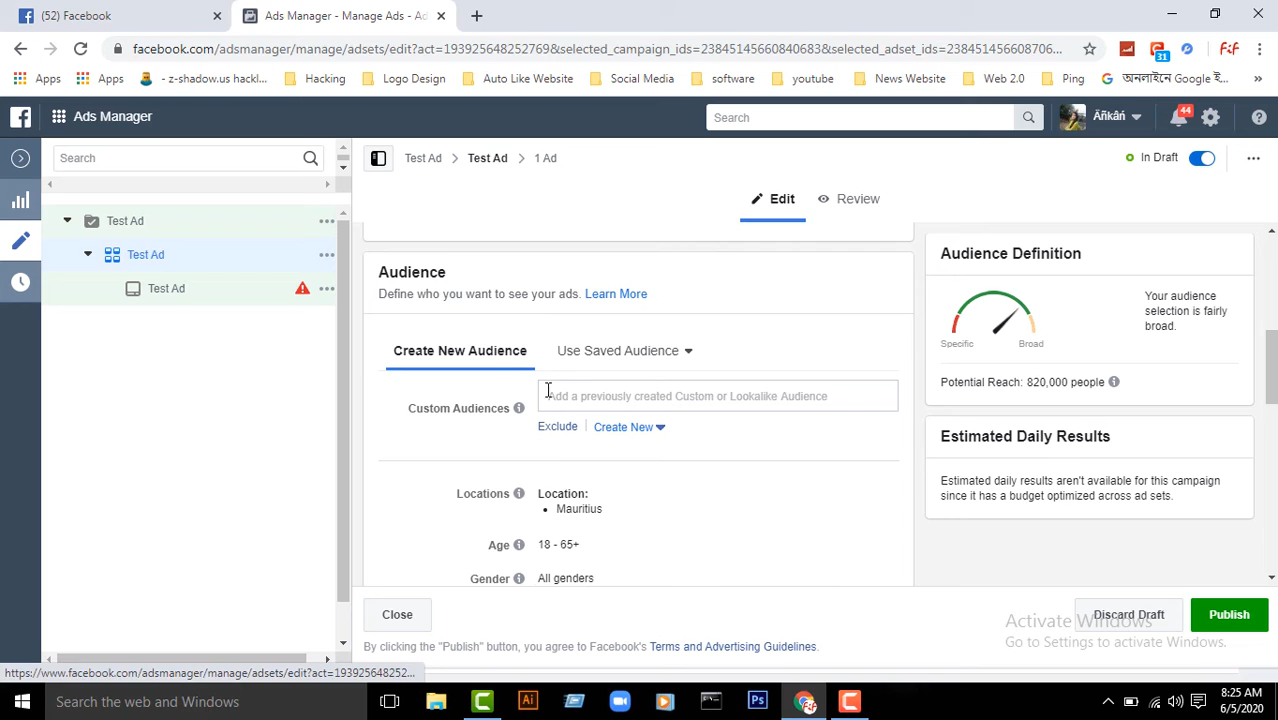 (52) Facebook
Ads Manager - Manage Ads - Ad
facebook.com/adsmanager/manage/adsets/edit?act=193925648252769&selected_campaign_ids=23845145660840683&selected_adset_ids=238451456608706...
Apps
Apps
- z-shadow.us hackl...
Hacking
Logo Design
Auto Like Website
Social Media
software
youtube
News Website
Web 2.0
Ping
অনলাইনে Google ই...
»
31
Ads Manager
Search
Äñkâń
44
Search
Test Ad
Test Ad
1 Ad
In Draft
Edit
Review
Test Ad
Test Ad
Test Ad
Audience
Define who you want to see your ads. Learn More
Create New Audience
Use Saved Audience
Custom Audiences
Add a previously created Custom or Lookalike Audience
Exclude
Create New
Locations
Location:
• Mauritius
Age
18 - 65+
Gender
All genders
Audience Definition
Specific
Broad
Your audience
selection is fairly
broad.
Potential Reach: 820,000 people
Estimated Daily Results
Estimated daily results aren't available for this campaign
since it has a budget optimized across ad sets.
Close
Discard Draft
Publish
By clicking the "Publish" button, you agree to Facebook's Terms and Advertising Guidelines.
Activate Windows
Go to Settings to activate Windows.
https://www.facebook.com/adsmanager/manage/adsets/edit?act=193925648252...
Search the web and Windows
Ai
Ps
8:25 AM
6/5/2020